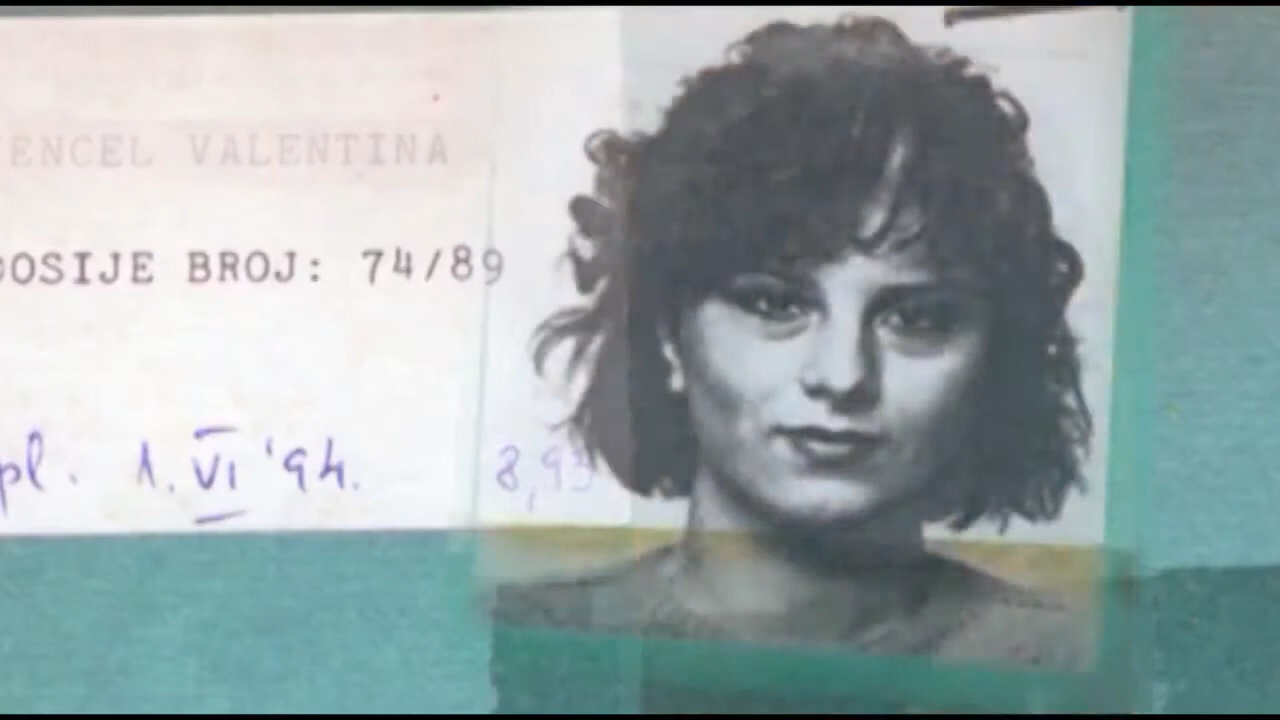 ENCEL VALENTINA
DOSIJE BROJ: 74/89
pl. 1. VI '94.
8,93